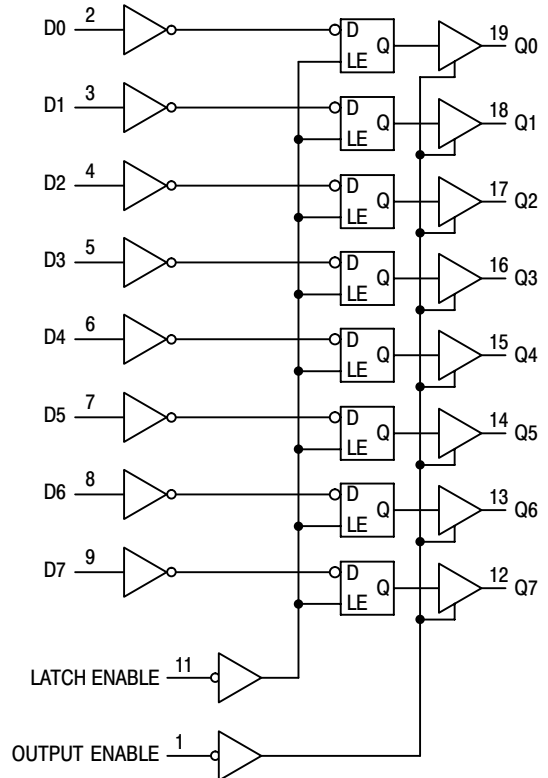 D0 2 D Q 19 Q0
LE
D1 3 D Q 18 Q1
LE
D2 4 D Q 17 Q2
LE
D3 5 D Q 16 Q3
LE
D4 6 D Q 15 Q4
LE
D5 7 D Q 14 Q5
LE
D6 8 D Q 13 Q6
LE
D7 9 D Q 12 Q7
LE
LATCH ENABLE 11
OUTPUT ENABLE 1